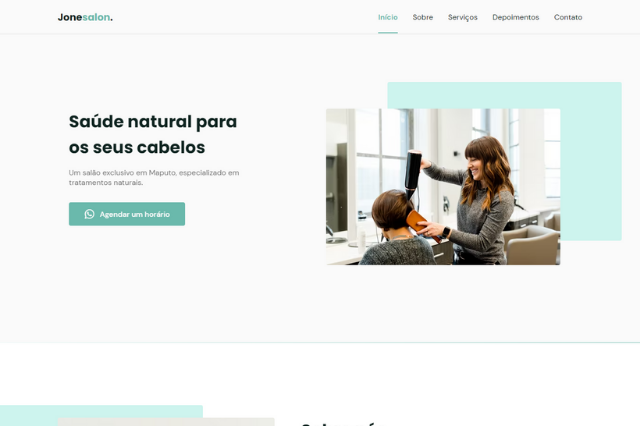 Jonesalon.
Início Sobre Serviços Depoimentos Contato
Saúde natural para
os seus cabelos
Um salão exclusivo em Maputo, especializado em
tratamentos naturais.
Agendar um horário